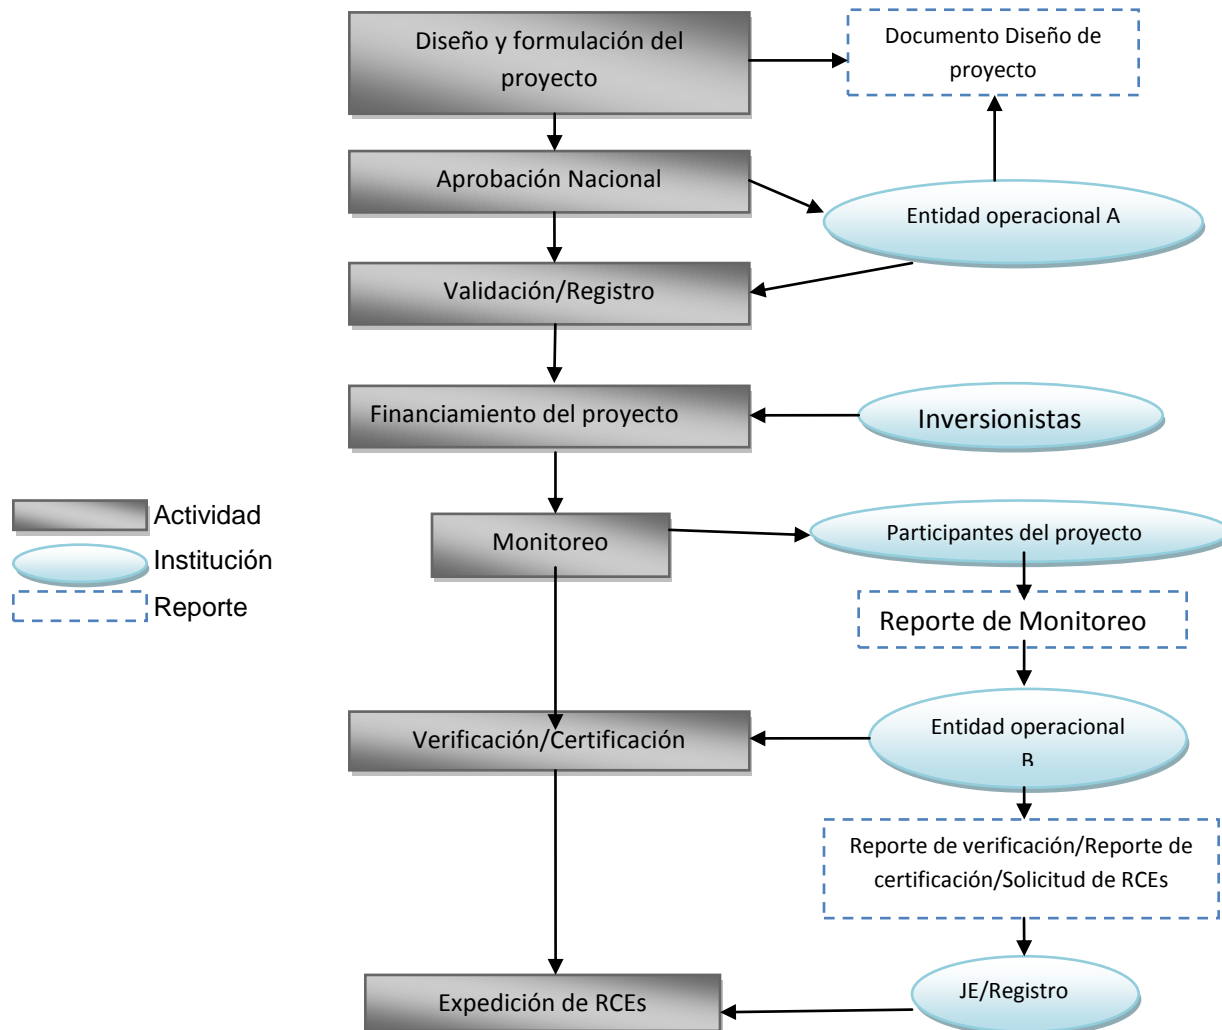 Diseño y formulación del
proyecto
Documento Diseño de
proyecto
Aprobación Nacional
Entidad operacional A
Validación/Registro
Financiamiento del proyecto
Inversionistas
Actividad
Institución
Reporte
Monitoreo
Participantes del proyecto
Reporte de Monitoreo
Verificación/Certificación
Entidad operacional
B
Reporte de verificación/Reporte de
certificación/Solicitud de RCEs
Expedición de RCEs
JE/Registro